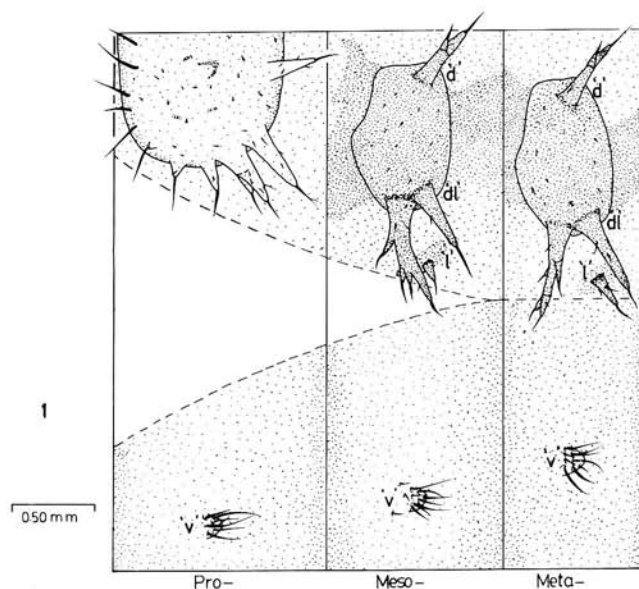 'd'
'd'
'dl'
'dl'
'l'
'l'
1
V
V
V
0.50 mm
Pro-
Meso-
Meta-